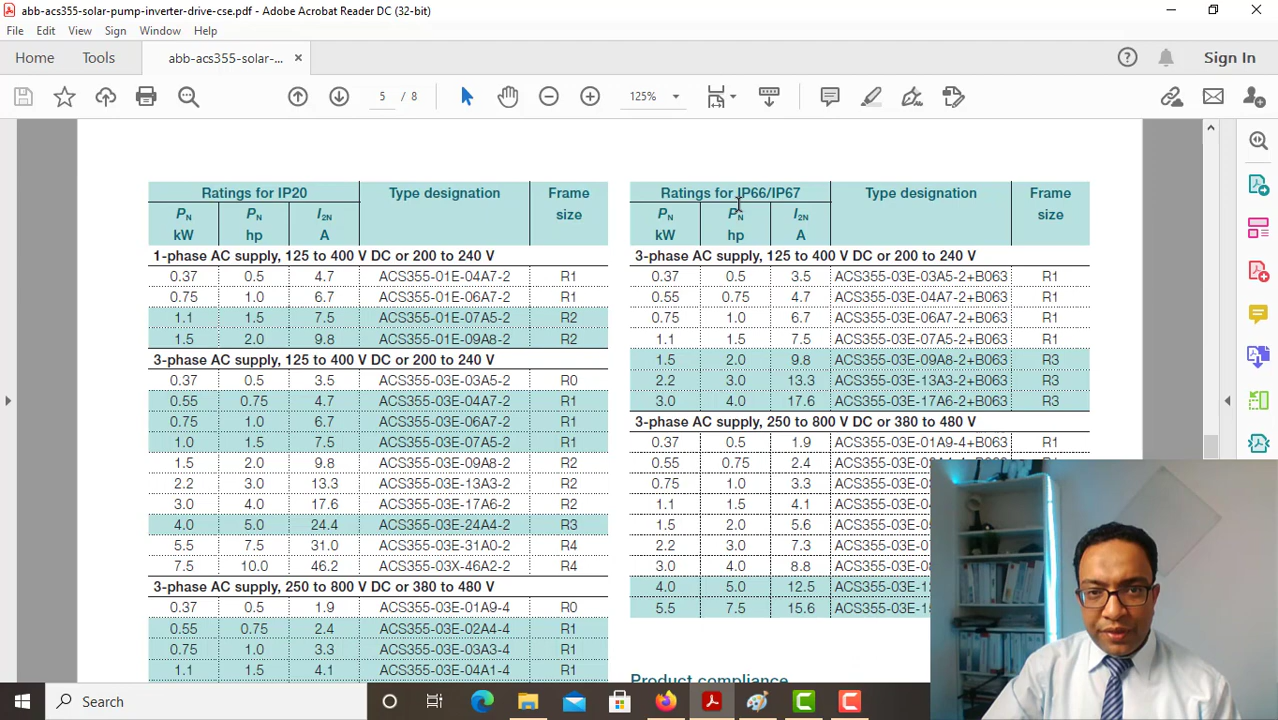 abb-acs355-solar-pump-inverter-drive-cse.pdf - Adobe Acrobat Reader DC (32-bit)
File Edit View Sign Window Help
Home Tools abb-acs355-solar-... × Sign In
5 / 8 125%
Ratings for IP20 Type designation Frame size
PN kW PN hp I2N A
1-phase AC supply, 125 to 400 V DC or 200 to 240 V
0.37 0.5 4.7 ACS355-01E-04A7-2 R1
0.75 1.0 6.7 ACS355-01E-06A7-2 R1
1.1 1.5 7.5 ACS355-01E-07A5-2 R2
1.5 2.0 9.8 ACS355-01E-09A8-2 R2
3-phase AC supply, 125 to 400 V DC or 200 to 240 V
0.37 0.5 3.5 ACS355-03E-03A5-2 R0
0.55 0.75 4.7 ACS355-03E-04A7-2 R1
0.75 1.0 6.7 ACS355-03E-06A7-2 R1
1.0 1.5 7.5 ACS355-03E-07A5-2 R1
1.5 2.0 9.8 ACS355-03E-09A8-2 R2
2.2 3.0 13.3 ACS355-03E-13A3-2 R2
3.0 4.0 17.6 ACS355-03E-17A6-2 R2
4.0 5.0 24.4 ACS355-03E-24A4-2 R3
5.5 7.5 31.0 ACS355-03E-31A0-2 R4
7.5 10.0 46.2 ACS355-03X-46A2-2 R4
3-phase AC supply, 250 to 800 V DC or 380 to 480 V
0.37 0.5 1.9 ACS355-03E-01A9-4 R0
0.55 0.75 2.4 ACS355-03E-02A4-4 R1
0.75 1.0 3.3 ACS355-03E-03A3-4 R1
1.1 1.5 4.1 ACS355-03E-04A1-4 R1
Ratings for IP66/IP67 Type designation Frame size
PN kW PN hp I2N A
3-phase AC supply, 125 to 400 V DC or 200 to 240 V
0.37 0.5 3.5 ACS355-03E-03A5-2+B063 R1
0.55 0.75 4.7 ACS355-03E-04A7-2+B063 R1
0.75 1.0 6.7 ACS355-03E-06A7-2+B063 R1
1.1 1.5 7.5 ACS355-03E-07A5-2+B063 R1
1.5 2.0 9.8 ACS355-03E-09A8-2+B063 R3
2.2 3.0 13.3 ACS355-03E-13A3-2+B063 R3
3.0 4.0 17.6 ACS355-03E-17A6-2+B063 R3
3-phase AC supply, 250 to 800 V DC or 380 to 480 V
0.37 0.5 1.9 ACS355-03E-01A9-4+B063 R1
0.55 0.75 2.4
0.75 1.0 3.3
1.1 1.5 4.1
1.5 2.0 5.6
2.2 3.0 7.3
3.0 4.0 8.8
4.0 5.0 12.5
5.5 7.5 15.6
Product compliance
Search